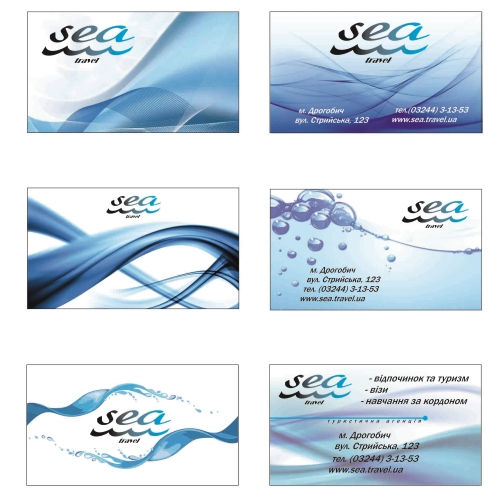 sea
travel
sea
travel
м. Дрогобич
вул. Стрийська, 123
тел.(03244) 3-13-53
www.sea.travel.ua
sea
travel
sea
travel
м. Дрогобич
вул. Стрийська, 123
тел. (03244) 3-13-53
www.sea.travel.ua
sea
travel
sea
travel
- відпочинок та туризм
- візи
- навчання за кордоном
туристична агенція
м. Дрогобич
вул. Стрийська, 123
тел. (03244) 3-13-53
www.sea.travel.ua